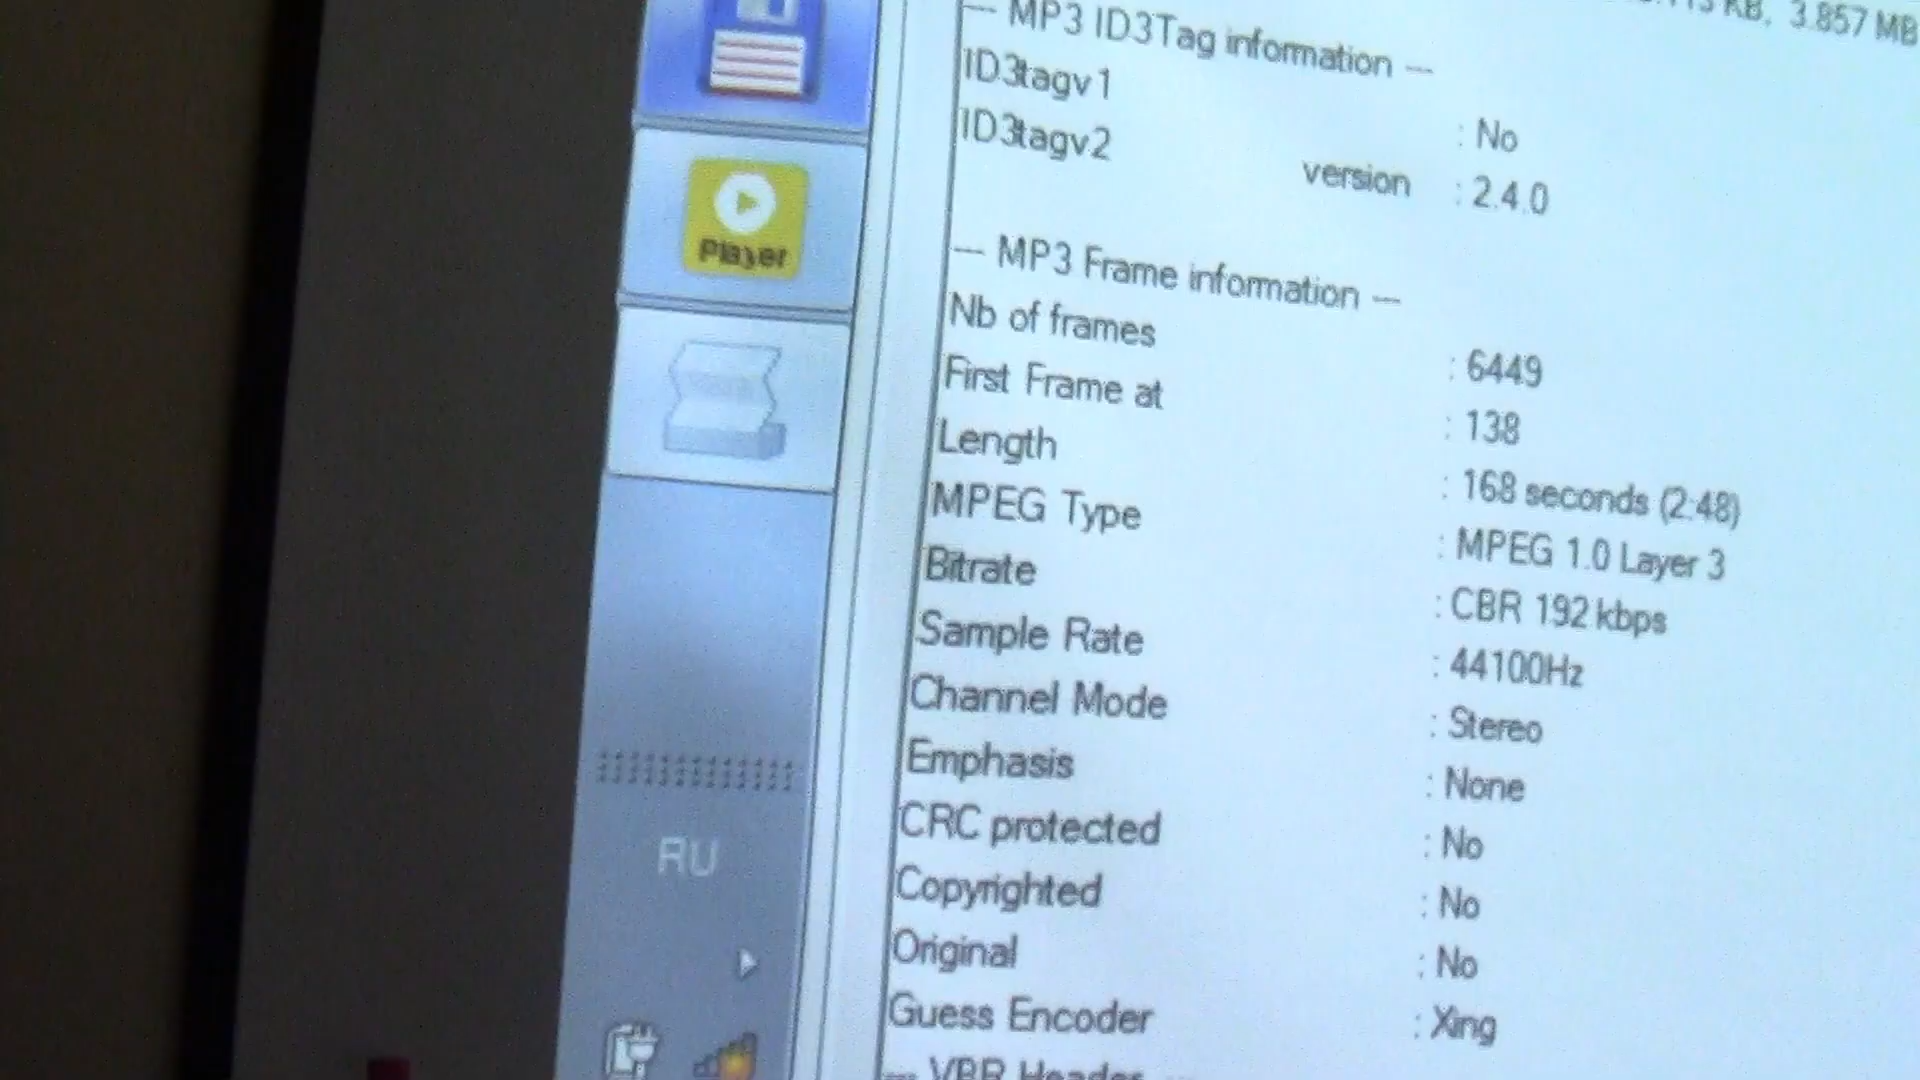 KB, 3.857 MB
--- MP3 ID3Tag information ---
ID3tagv1 : No
ID3tagv2 version : 2.4.0
--- MP3 Frame information ---
Nb of frames : 6449
First Frame at : 138
Length : 168 seconds (2:48)
MPEG Type : MPEG 1.0 Layer 3
Bitrate : CBR 192 kbps
Sample Rate : 44100Hz
Channel Mode : Stereo
Emphasis : None
CRC protected : No
Copyrighted : No
Original : No
Guess Encoder : Xing
--- VBR Header ---
Player
RU